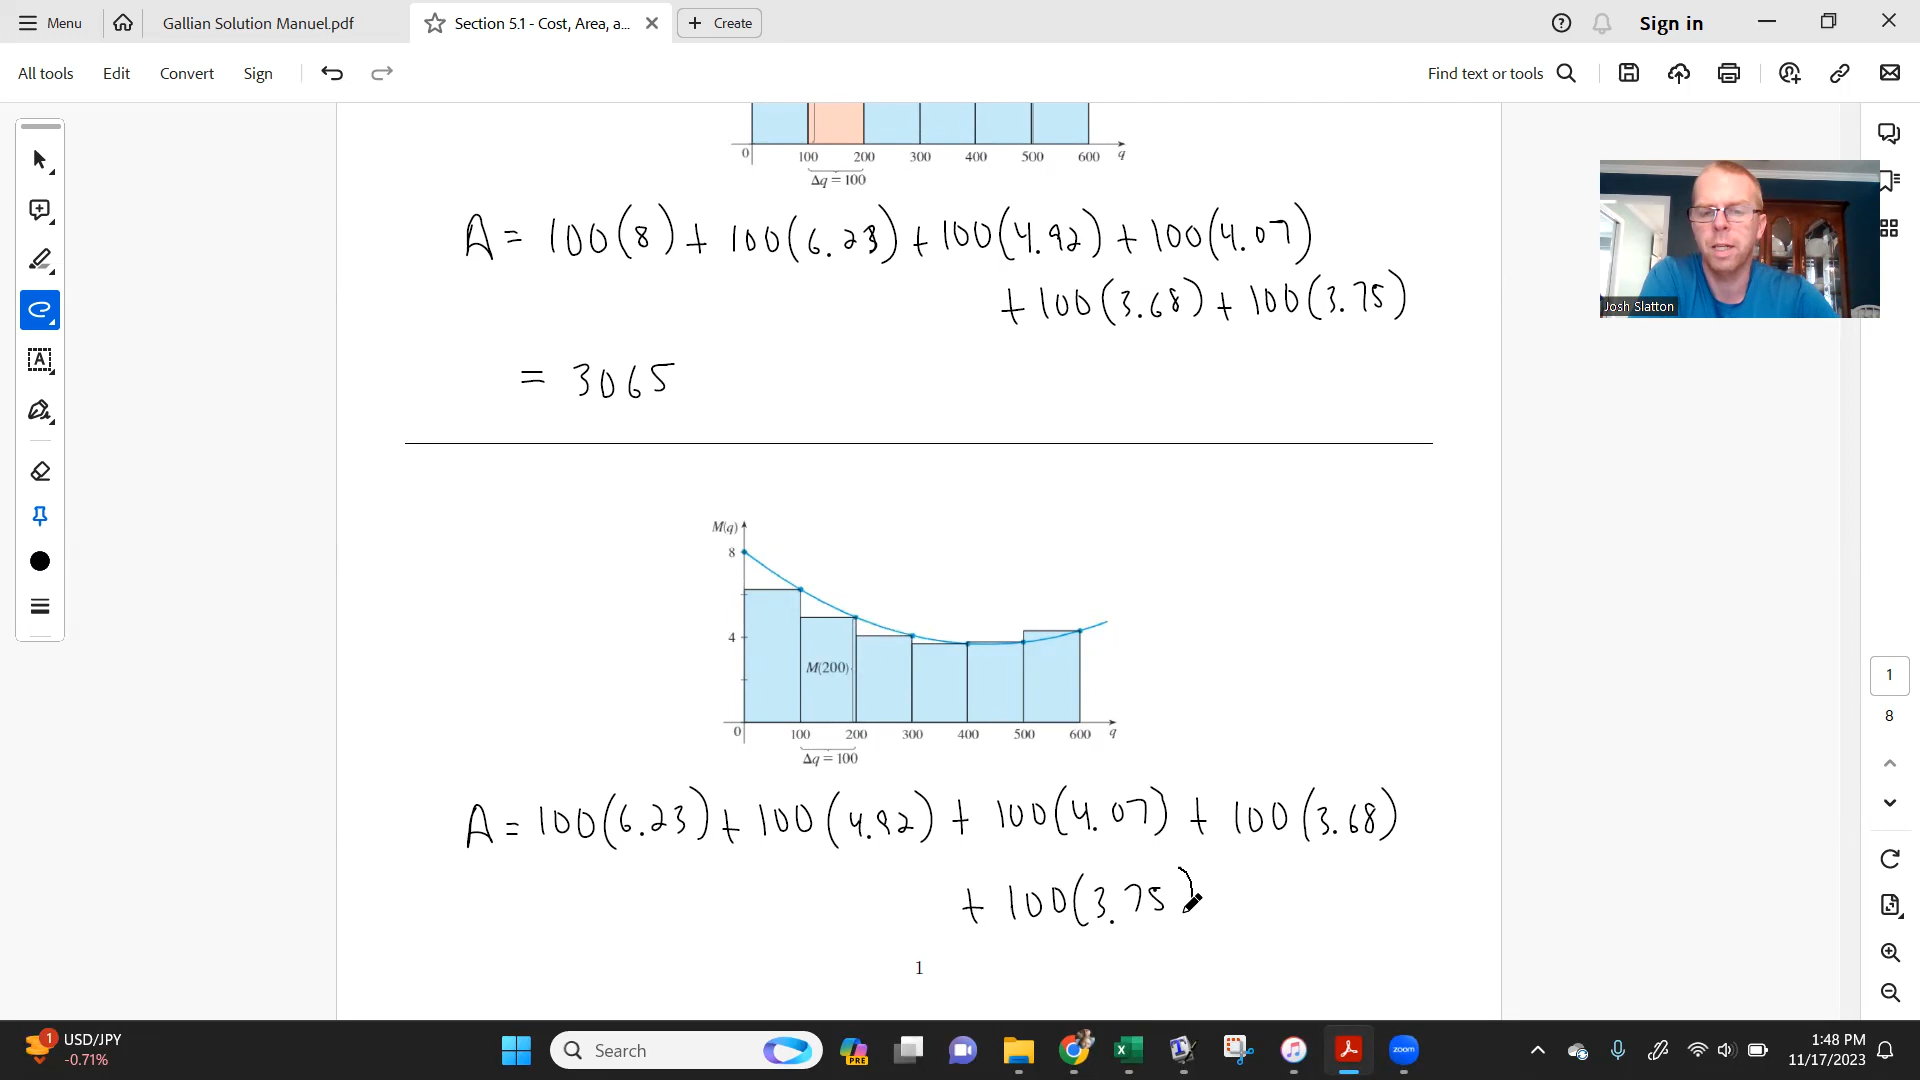 Menu
Gallian Solution Manuel.pdf
Section 5.1 - Cost, Area, a...
Create
Sign in
All tools
Edit
Convert
Sign
Find text or tools
0 100 200 300 400 500 600 q
Δq = 100
A = 100(8) + 100(6.23) + 100(4.92) + 100(4.07)
+ 100(3.68) + 100(3.75)
= 3065
Josh Slatton
M(q)
8
4
M(200)
0 100 200 300 400 500 600 q
Δq = 100
A = 100(6.23) + 100(4.92) + 100(4.07) + 100(3.68)
+ 100(3.75)
1
1
8
1
USD/JPY
-0.71%
Search
PRE
zoom
1:48 PM
11/17/2023